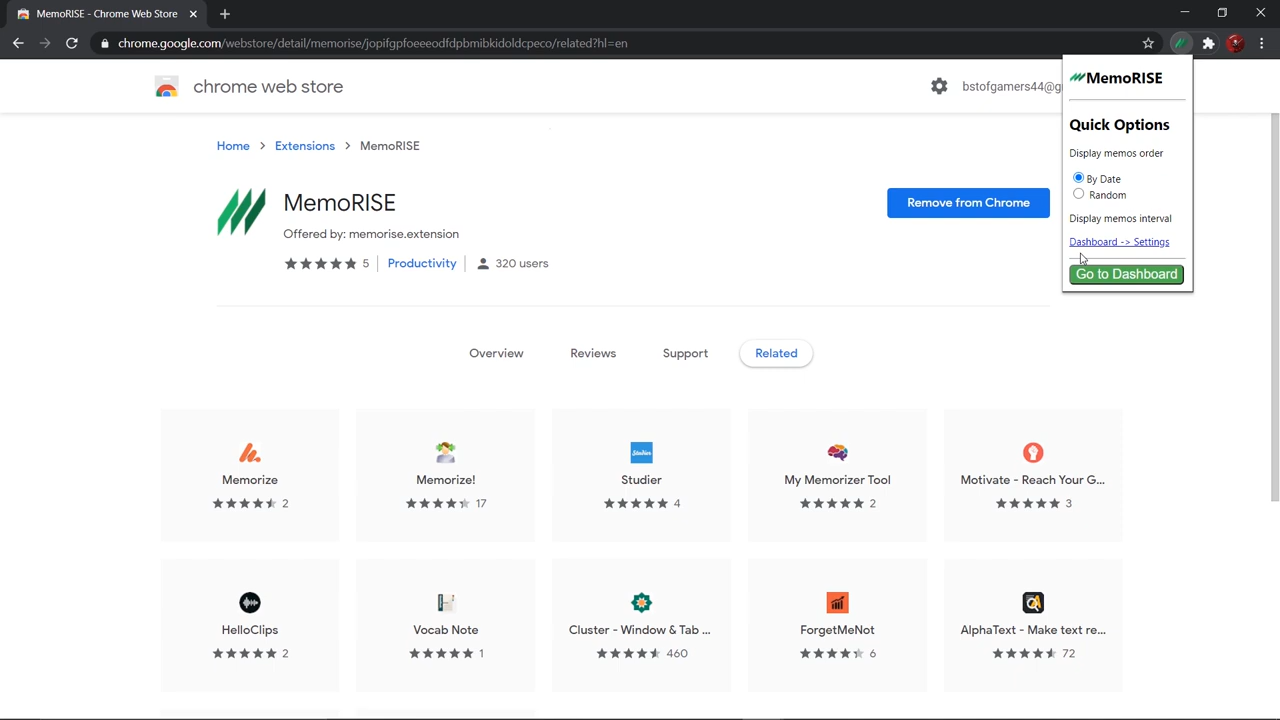 MemoRISE - Chrome Web Store
chrome.google.com/webstore/detail/memorise/jopifgpfoeeeodfdpbmibkidoldcpeco/related?hl=en
chrome web store
bstofgamers44@g
MemoRISE
Quick Options
Display memos order
By Date
Random
Display memos interval
Dashboard -> Settings
Go to Dashboard
Home > Extensions > MemoRISE
MemoRISE
Remove from Chrome
Offered by: memorise.extension
5 Productivity 320 users
Overview Reviews Support Related
Memorize Memorize! Studier My Memorizer Tool Motivate - Reach Your G...
2 17 4 2 3
Studier
HelloClips Vocab Note Cluster - Window & Tab ... ForgetMeNot AlphaText - Make text re...
2 1 460 6 72